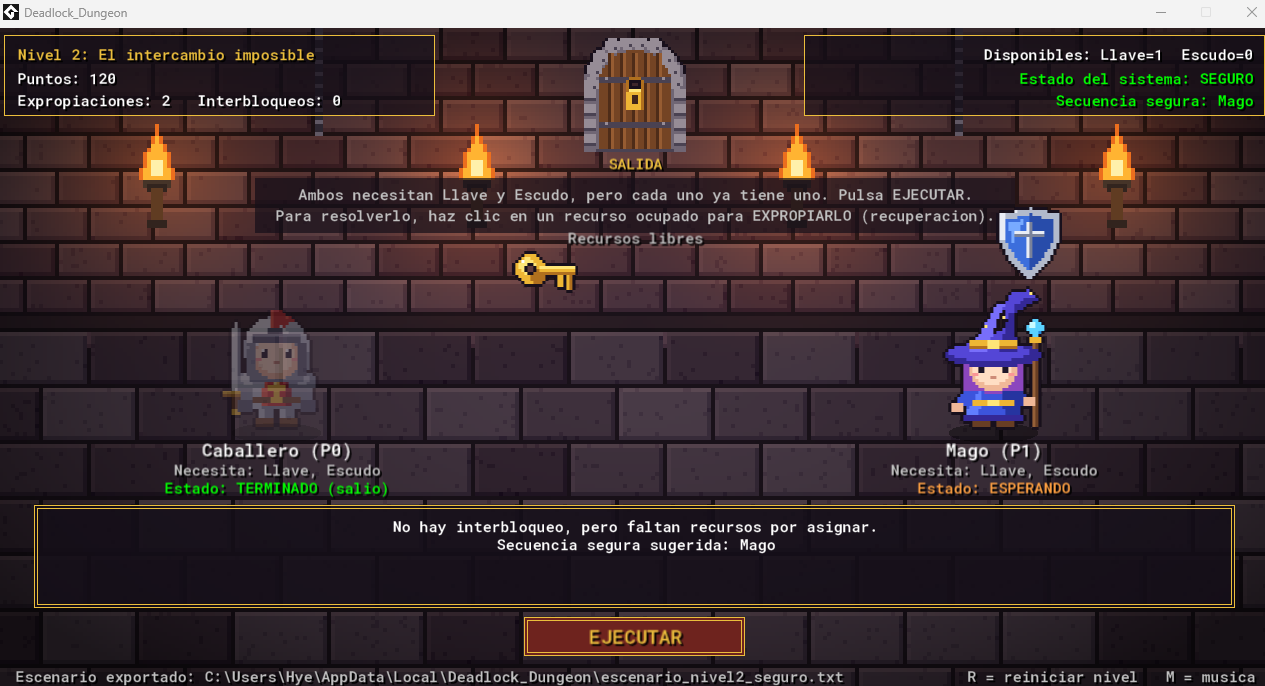 Deadlock_Dungeon
Nivel 2: El intercambio imposible
Puntos: 120
Expropiaciones: 2   Interbloqueos: 0
Disponibles: Llave=1  Escudo=0
Estado del sistema: SEGURO
Secuencia segura: Mago
SALIDA
Ambos necesitan Llave y Escudo, pero cada uno ya tiene uno. Pulsa EJECUTAR.
Para resolverlo, haz clic en un recurso ocupado para EXPROPIARLO (recuperacion).
Recursos libres
Caballero (P0)
Necesita: Llave, Escudo
Estado: TERMINADO (salio)
Mago (P1)
Necesita: Llave, Escudo
Estado: ESPERANDO
No hay interbloqueo, pero faltan recursos por asignar.
Secuencia segura sugerida: Mago
EJECUTAR
Escenario exportado: C:\Users\Hye\AppData\Local\Deadlock_Dungeon\escenario_nivel2_seguro.txt
R = reiniciar nivel   M = musica